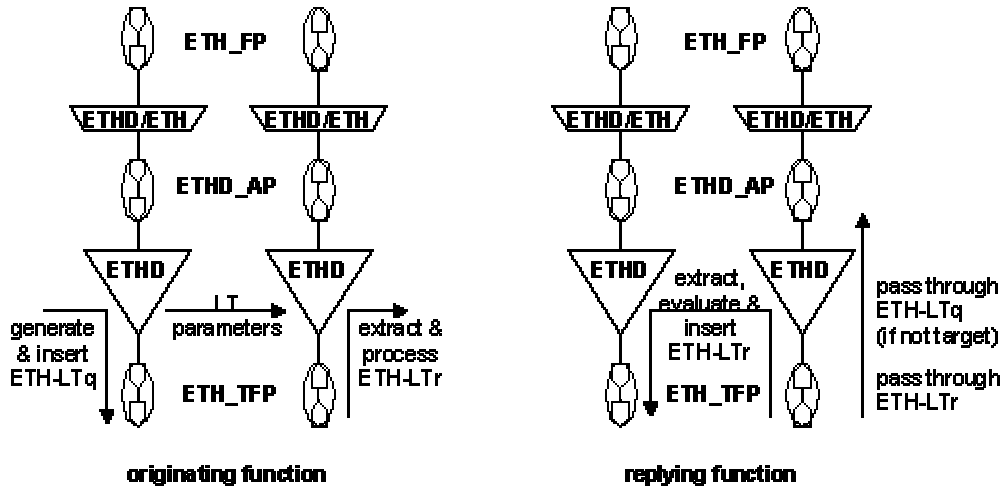 ETH_FP
ETHD/ETH
ETHD/ETH
ETHD_AP
ETHD
ETHD
generate
& insert
ETH-LTq
LT
parameters
extract &
process
ETH-LTr
ETH_TFP
originating function
ETH_FP
ETHD/ETH
ETHD/ETH
ETHD_AP
ETHD
ETHD
extract,
evaluate &
insert
ETH-LTr
pass through
ETH-LTq
(if not target)
pass through
ETH-LTr
ETH_TFP
replying function